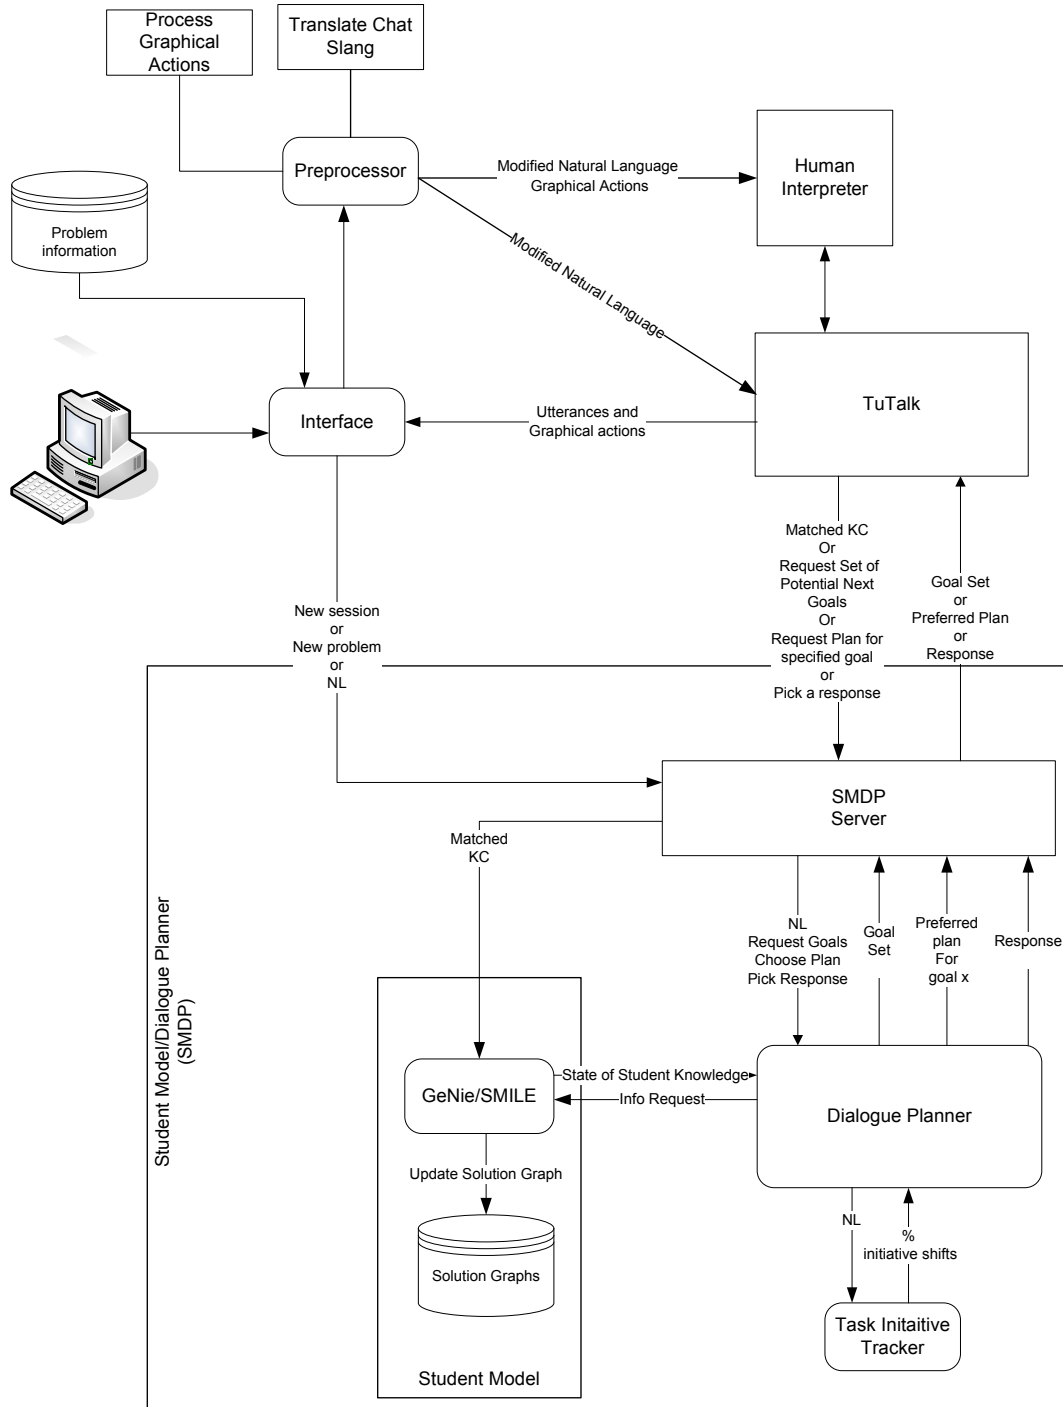 Process
Graphical
Actions
Translate Chat
Slang
Preprocessor
Modified Natural Language
Graphical Actions
Human
Interpreter
Problem
information
Modified Natural Language
Interface
Utterances and
Graphical actions
TuTalk
New session
or
New problem
or
NL
Matched KC
Or
Request Set of
Potential Next
Goals
Or
Request Plan for
specified goal
or
Pick a response
Goal Set
or
Preferred Plan
or
Response
Student Model/Dialogue Planner
(SMDP)
SMDP
Server
Matched
KC
NL
Request Goals
Choose Plan
Pick Response
Goal
Set
Preferred
plan
For
goal x
Response
GeNie/SMILE
State of Student Knowledge
Info Request
Dialogue Planner
Update Solution Graph
Solution Graphs
Student Model
NL
%
initiative shifts
Task Initaitive
Tracker